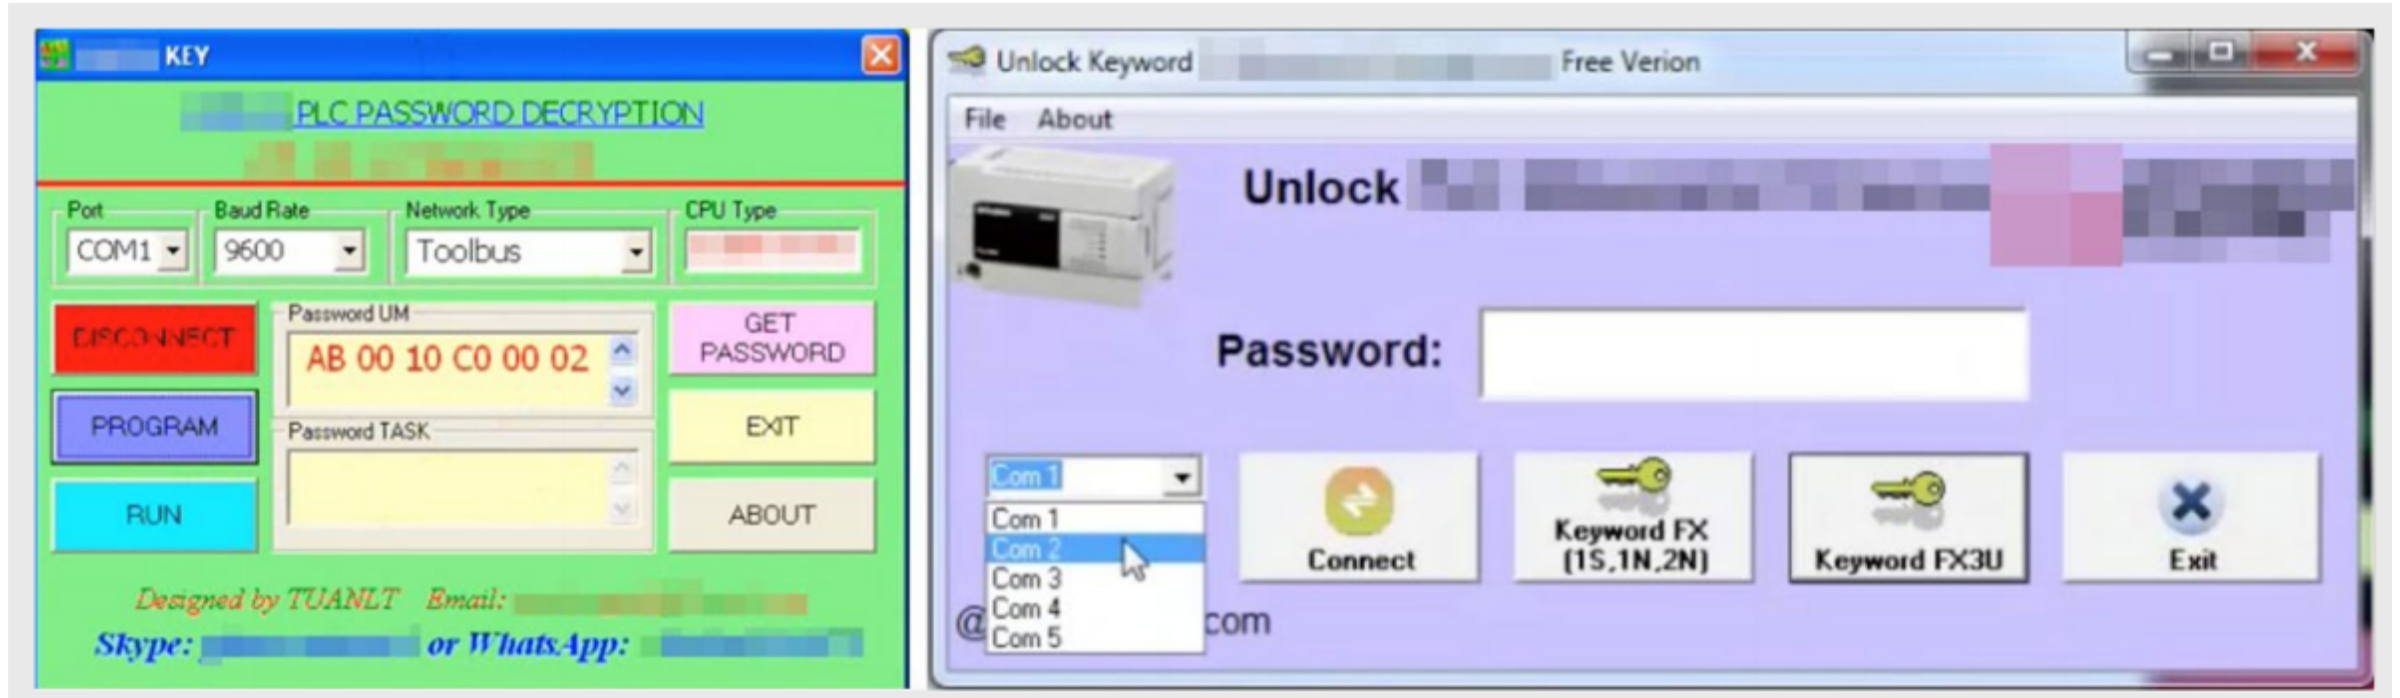 KEY
PLC PASSWORD DECRYPTION
Port
Baud Rate
Network Type
CPU Type
COM1
9600
Toolbus
DISCONNECT
Password UM
AB 00 10 C0 00 02
GET
PASSWORD
PROGRAM
Password TASK
EXIT
RUN
ABOUT
Designed by TUANLT Email:
Skype: or WhatsApp:
Unlock Keyword Free Verion
File About
Unlock
Password:
Com 1
Com 1
Com 2
Com 3
Com 4
Com 5
Connect
Keyword FX
(1S,1N,2N)
Keyword FX3U
Exit
@ com